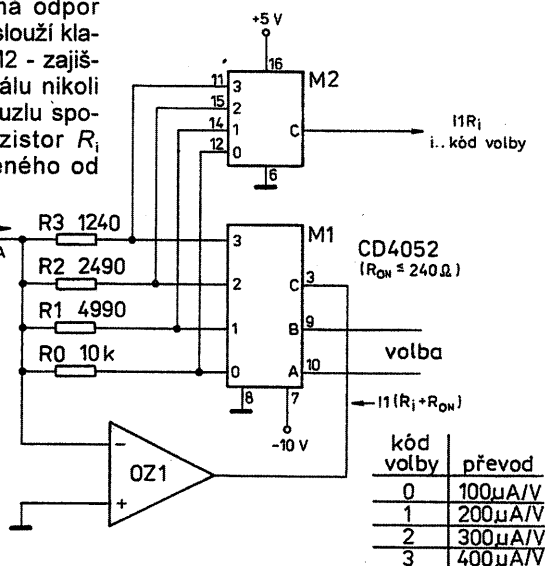 ná odpor
slouží kla-
M2 - zajiš-
álu nikoli
uzlu spo-
zistor Ri
eného od
+5 V
16
M2
11 3
15 2
14 1
12 0
C
6
I1Ri
i.. kód volby
A
R3 1240
R2 2490
R1 4990
R0 10k
M1
3
2
1
0
C 3
B 9
A 10
8
7
-10 V
CD4052
(RON ≤ 240Ω)
volba
I1(Ri+RON)
OZ1
−
+
kód volby převod
0 100µA/V
1 200µA/V
2 300µA/V
3 400µA/V